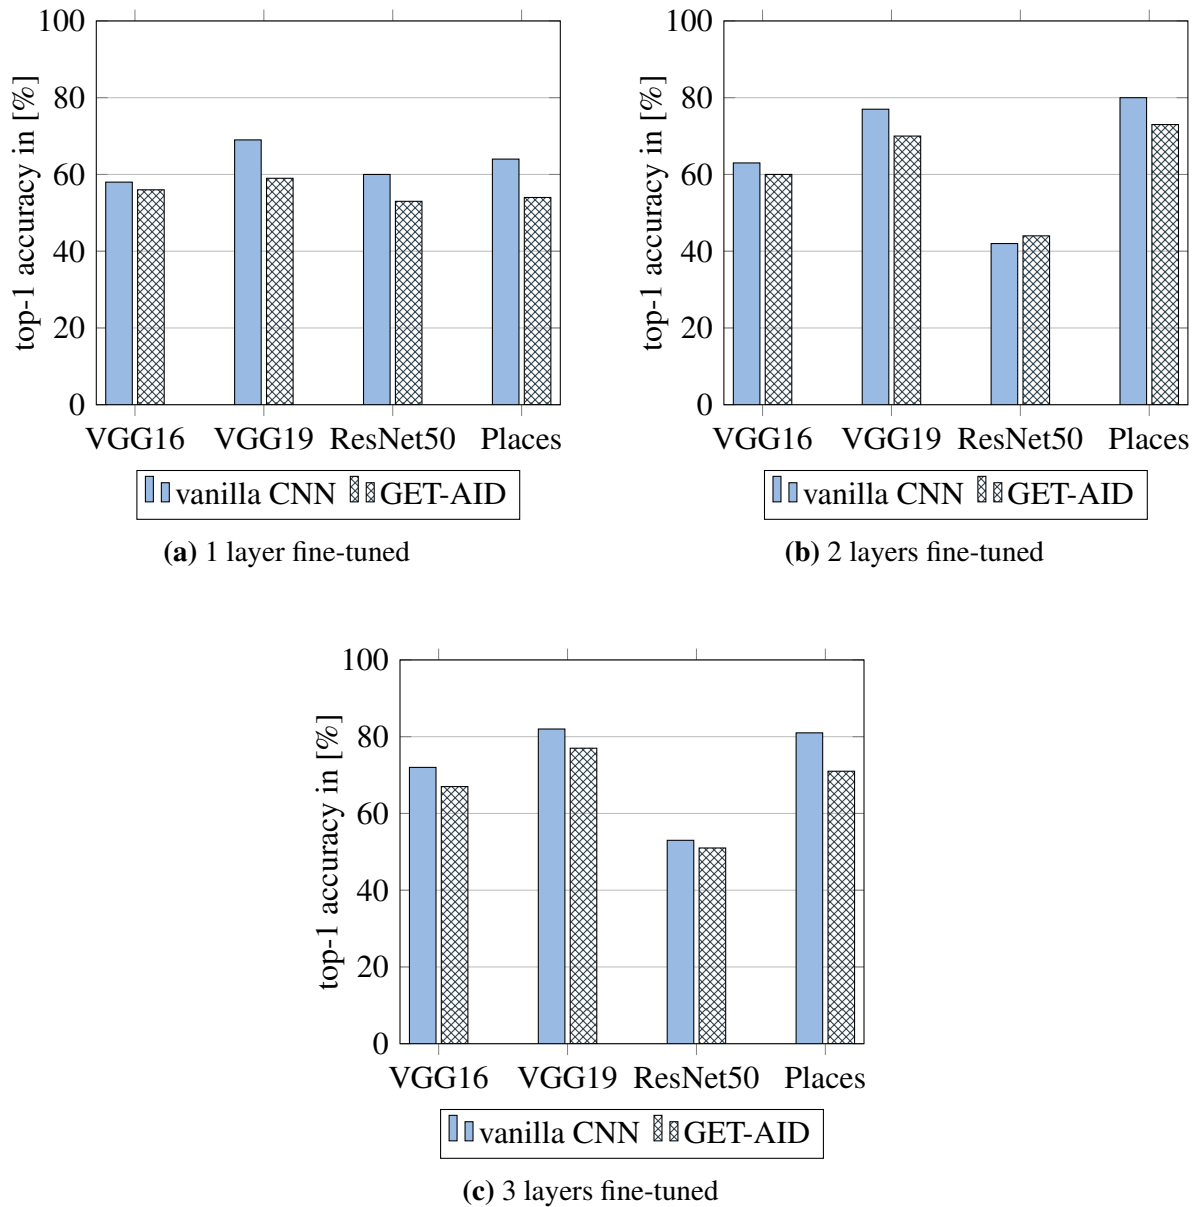 top-1 accuracy in [%]
100
80
60
40
20
0
VGG16 VGG19 ResNet50 Places
vanilla CNN GET-AID
(a) 1 layer fine-tuned
top-1 accuracy in [%]
100
80
60
40
20
0
VGG16 VGG19 ResNet50 Places
vanilla CNN GET-AID
(b) 2 layers fine-tuned
top-1 accuracy in [%]
100
80
60
40
20
0
VGG16 VGG19 ResNet50 Places
vanilla CNN GET-AID
(c) 3 layers fine-tuned